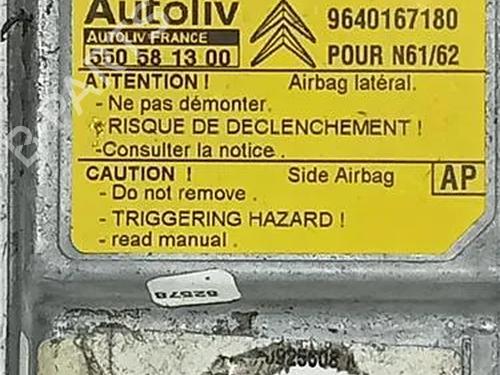 Autoliv
AUTOLIV FRANCE
550 58 13 00
9640167180
POUR N61/62
ATTENTION ! Airbag latéral.
- Ne pas démonter.
- RISQUE DE DECLENCHEMENT !
-Consulter la notice .
CAUTION ! Side Airbag AP
- Do not remove .
- TRIGGERING HAZARD !
- read manual .
82578